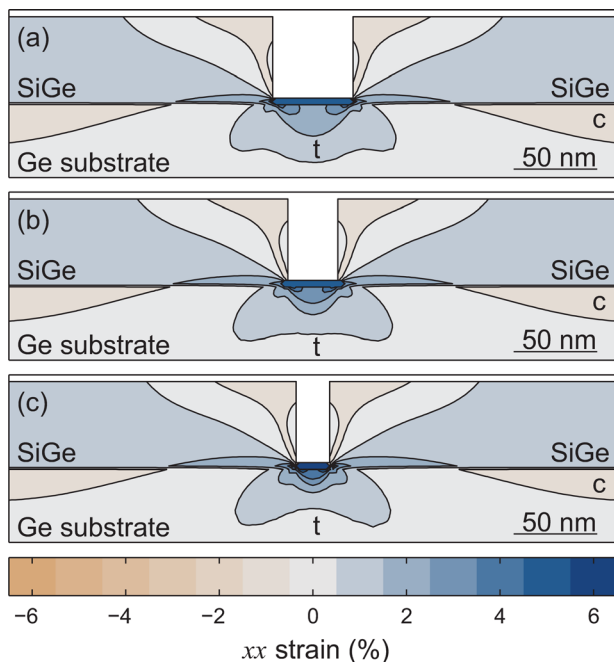 (a)
SiGe SiGe
c
t
Ge substrate 50 nm
(b)
SiGe SiGe
c
Ge substrate t 50 nm
(c)
SiGe SiGe
c
Ge substrate t 50 nm
−6 −4 −2 0 2 4 6
xx strain (%)